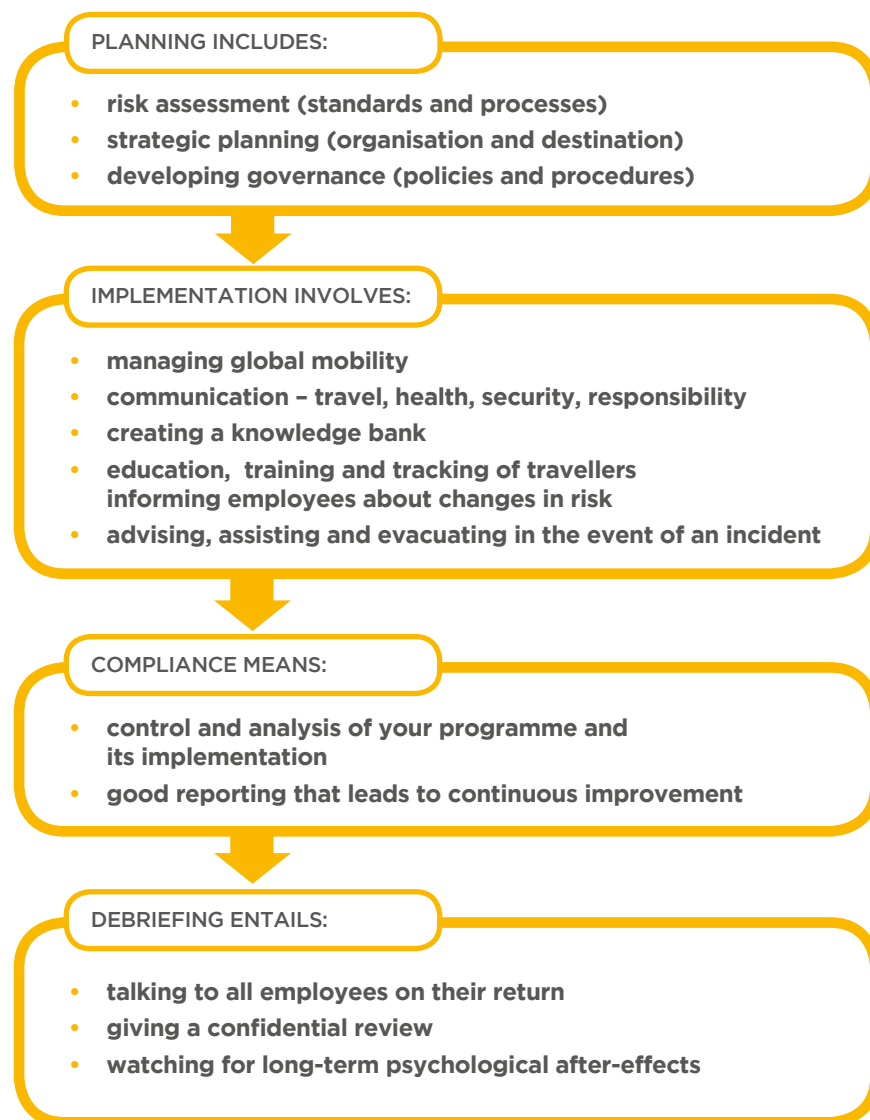 PLANNING INCLUDES:
• risk assessment (standards and processes)
• strategic planning (organisation and destination)
• developing governance (policies and procedures)
IMPLEMENTATION INVOLVES:
• managing global mobility
• communication – travel, health, security, responsibility
• creating a knowledge bank
• education, training and tracking of travellers
informing employees about changes in risk
• advising, assisting and evacuating in the event of an incident
COMPLIANCE MEANS:
• control and analysis of your programme and
its implementation
• good reporting that leads to continuous improvement
DEBRIEFING ENTAILS:
• talking to all employees on their return
• giving a confidential review
• watching for long-term psychological after-effects